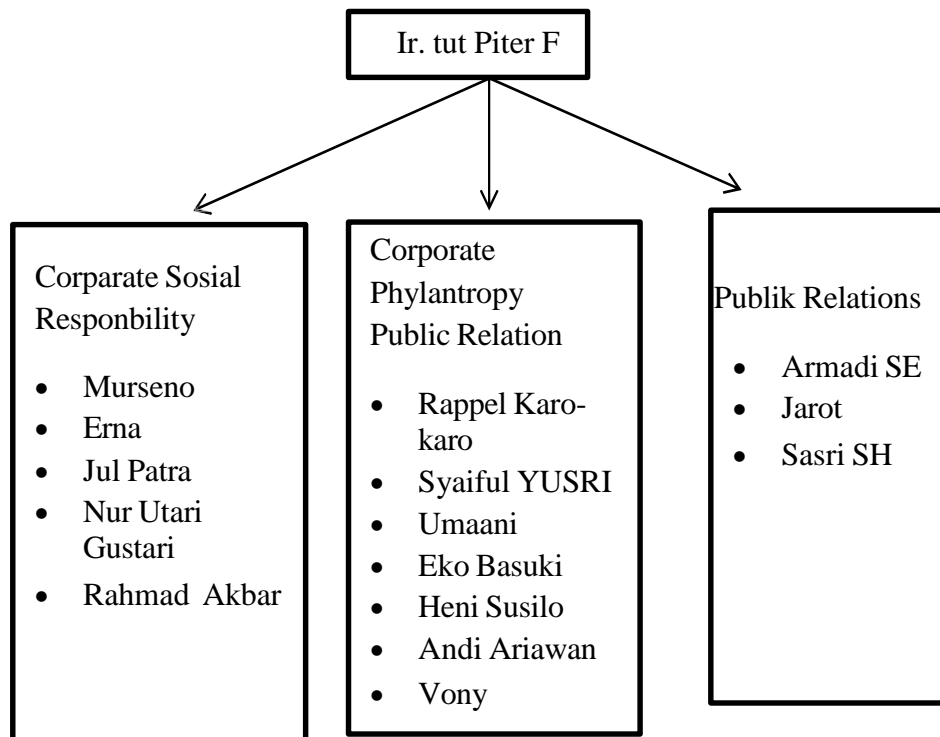 Ir. tut Piter F
Corparate Sosial
Responbility
• Murseno
• Erna
• Jul Patra
• Nur Utari
Gustari
• Rahmad Akbar
Corporate
Phylantropy
Public Relation
• Rappel Karo-
karo
• Syaiful YUSRI
• Umaani
• Eko Basuki
• Heni Susilo
• Andi Ariawan
• Vony
Publik Relations
• Armadi SE
• Jarot
• Sasri SH